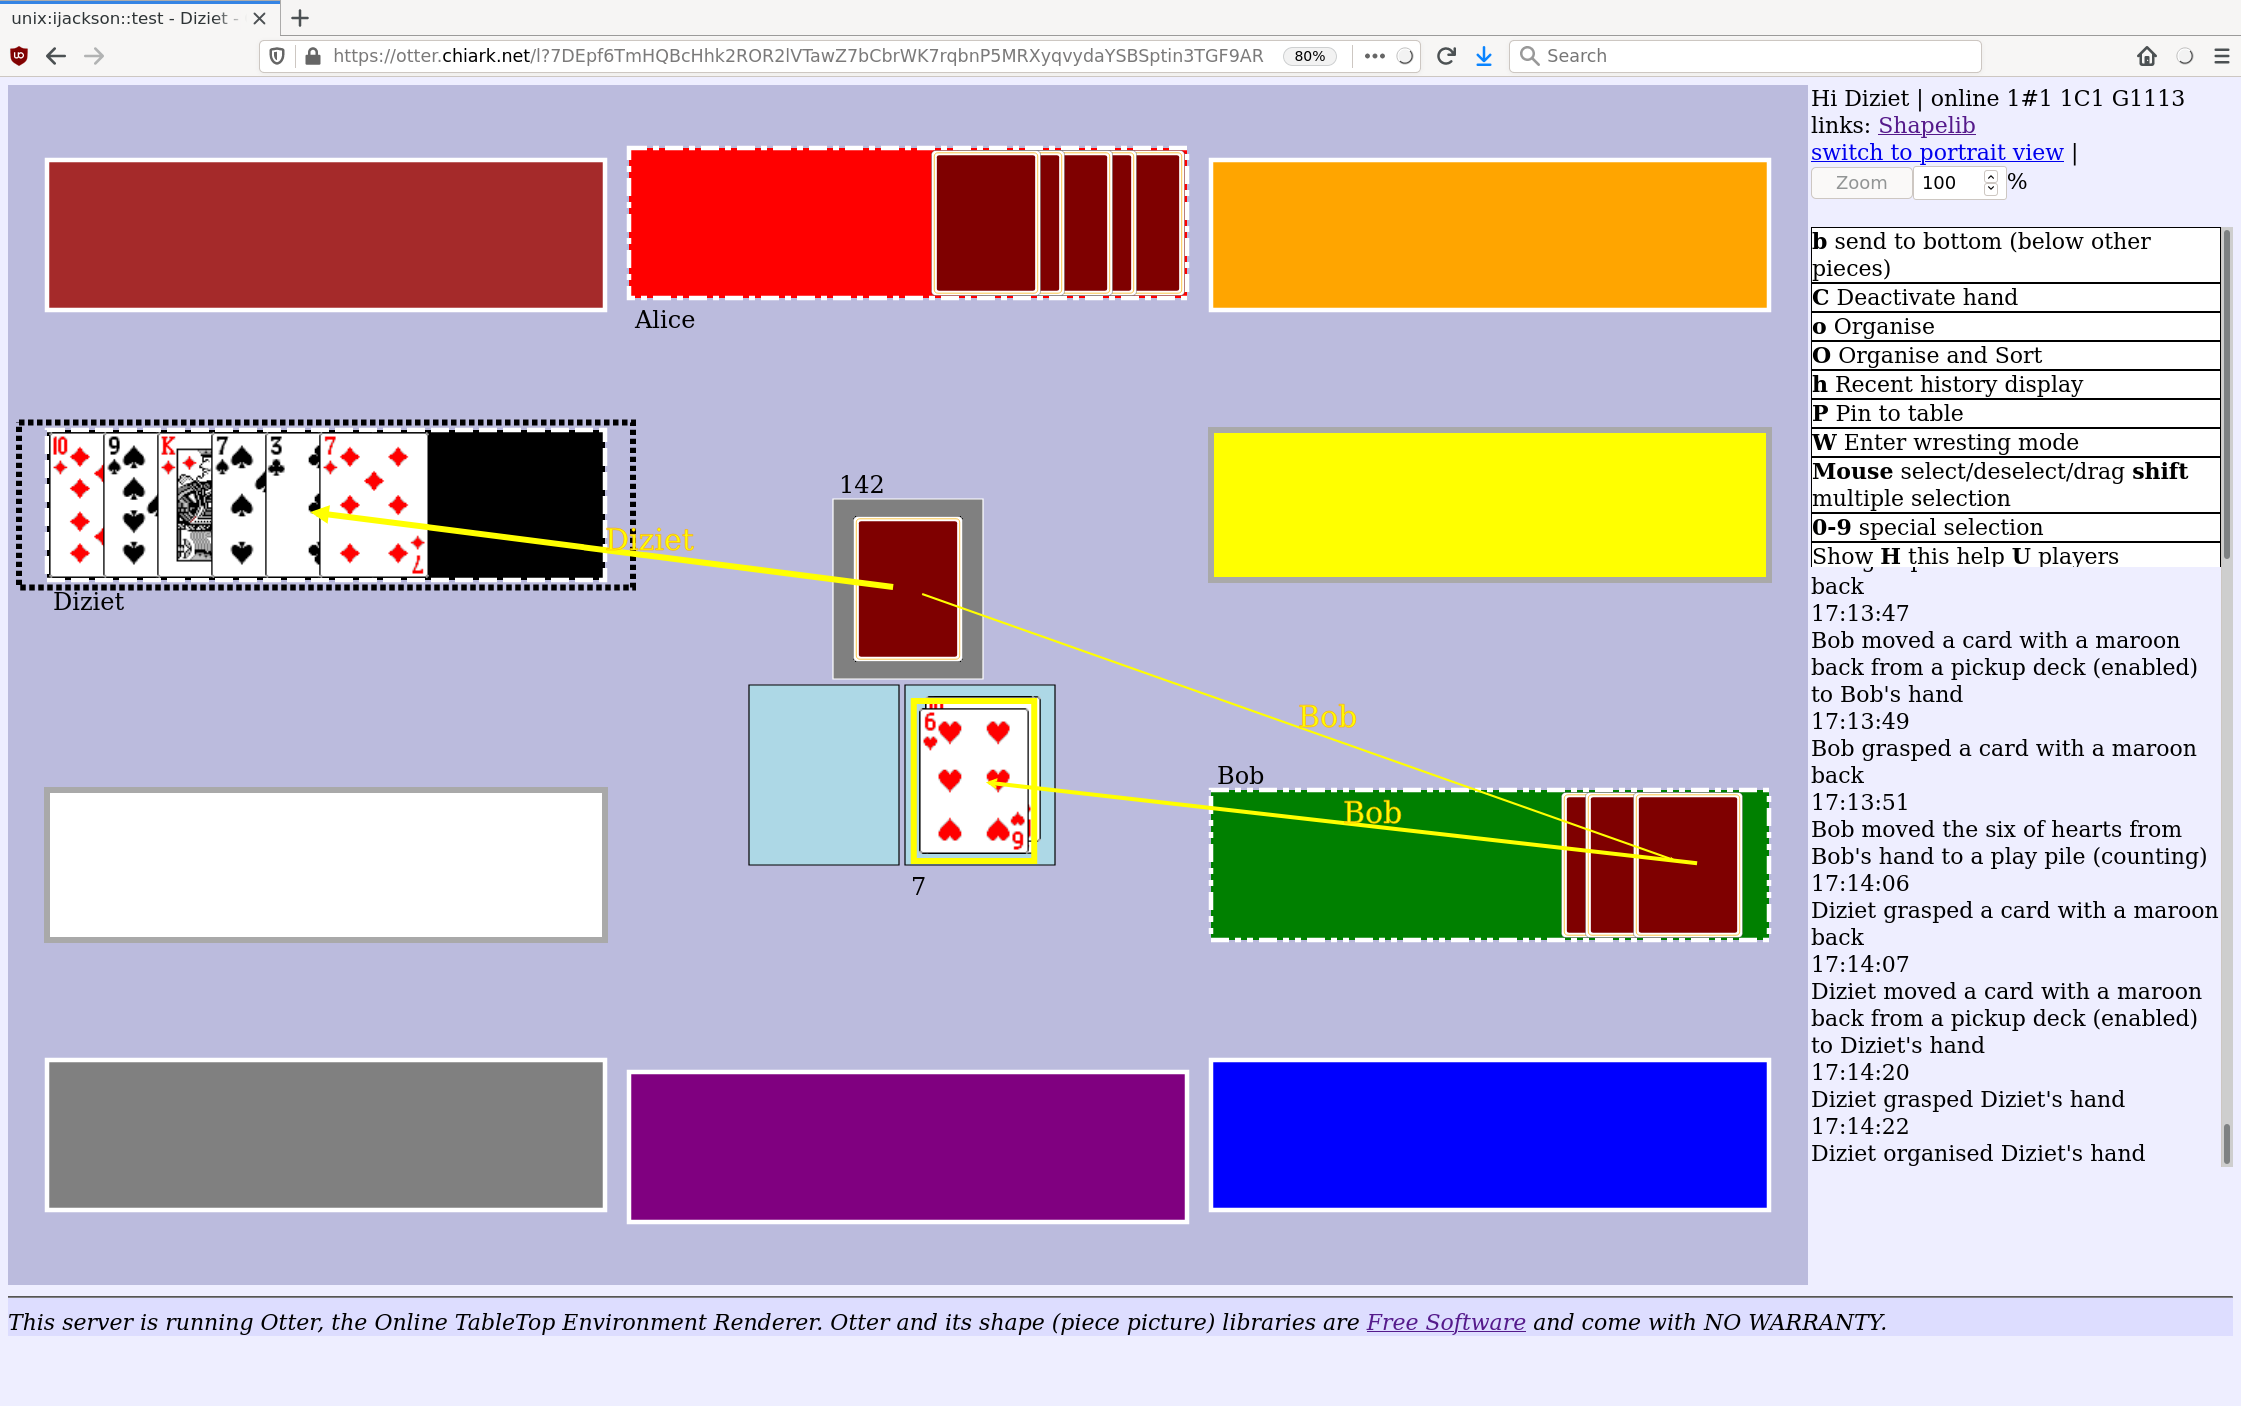 unix:ijackson::test - Diziet -
https://otter.chiark.net/l?7DEpf6TmHQBcHhk2ROR2lVTawZ7bCbrWK7rqbnP5MRXyqvydaYSBSptin3TGF9AR
80%
Search
Hi Diziet | online 1#1 1C1 G1113
links: Shapelib
switch to portrait view |
Zoom 100 %
b send to bottom (below other
pieces)
C Deactivate hand
o Organise
O Organise and Sort
h Recent history display
P Pin to table
W Enter wresting mode
Mouse select/deselect/drag shift
multiple selection
0-9 special selection
Show H this help U players
back
17:13:47
Bob moved a card with a maroon
back from a pickup deck (enabled)
to Bob's hand
17:13:49
Bob grasped a card with a maroon
back
17:13:51
Bob moved the six of hearts from
Bob's hand to a play pile (counting)
17:14:06
Diziet grasped a card with a maroon
back
17:14:07
Diziet moved a card with a maroon
back from a pickup deck (enabled)
to Diziet's hand
17:14:20
Diziet grasped Diziet's hand
17:14:22
Diziet organised Diziet's hand
Alice
10 9 K 7 3 7
7
142
Diziet
Diziet
Bob
6
6
Bob
Bob
7
This server is running Otter, the Online TableTop Environment Renderer. Otter and its shape (piece picture) libraries are Free Software and come with NO WARRANTY.